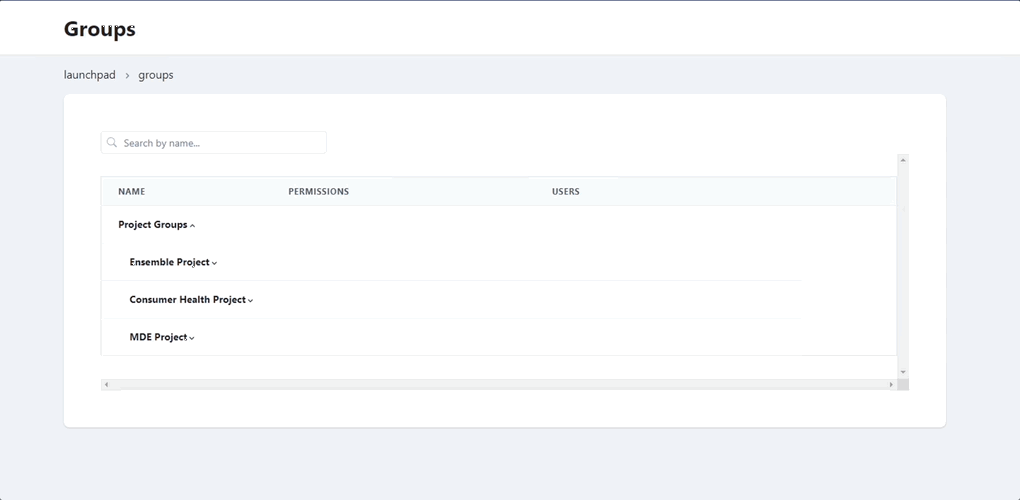 Groups
launchpad > groups
Search by name...
NAME PERMISSIONS USERS
Project Groups
Ensemble Project
Consumer Health Project
MDE Project